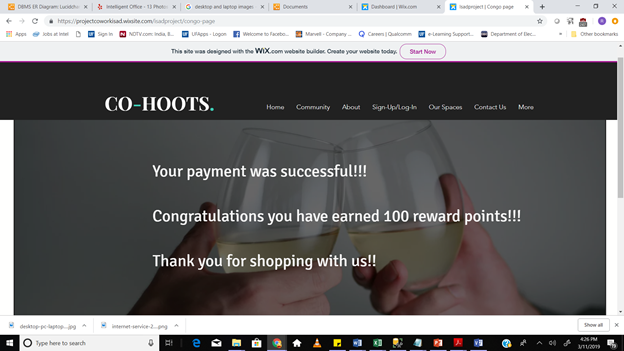 DBMS ER Diagram: Lucidcha
Intelligent Office - 13 Photo
desktop and laptop images
Documents
Dashboard | Wix.com
isadproject | Congo-page
https://projectcoworkisad.wixsite.com/isadproject/congo-page
Apps
Jobs at Intel
Sign In
NDTV.com: India, B
UFApps - Logon
Welcome to Facebo
Marvell - Company
Careers | Qualcomm
e-Learning Support
Department of Elec
Other bookmarks
This site was designed with the WiX.com website builder. Create your website today. Start Now
CO-HOOTS.
Home Community About Sign-Up/Log-In Our Spaces Contact Us More
Your payment was successful!!!
Congratulations you have earned 100 reward points!!!
Thank you for shopping with us!!
desktop-pc-laptop....jpg
internet-service-2....png
Show all
Type here to search
4:26 PM
3/11/2019